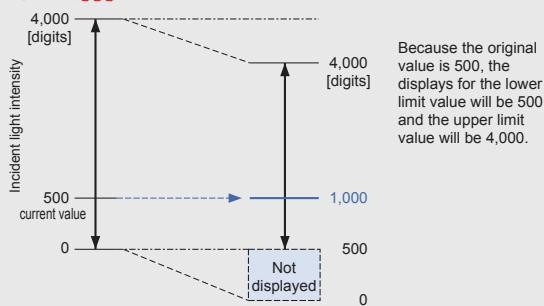 4,000
[digits]
Incident light intensity
500
current value
0
4,000
[digits]
1,000
500
Not
displayed
0
Because the original
value is 500, the
displays for the lower
limit value will be 500
and the upper limit
value will be 4,000.